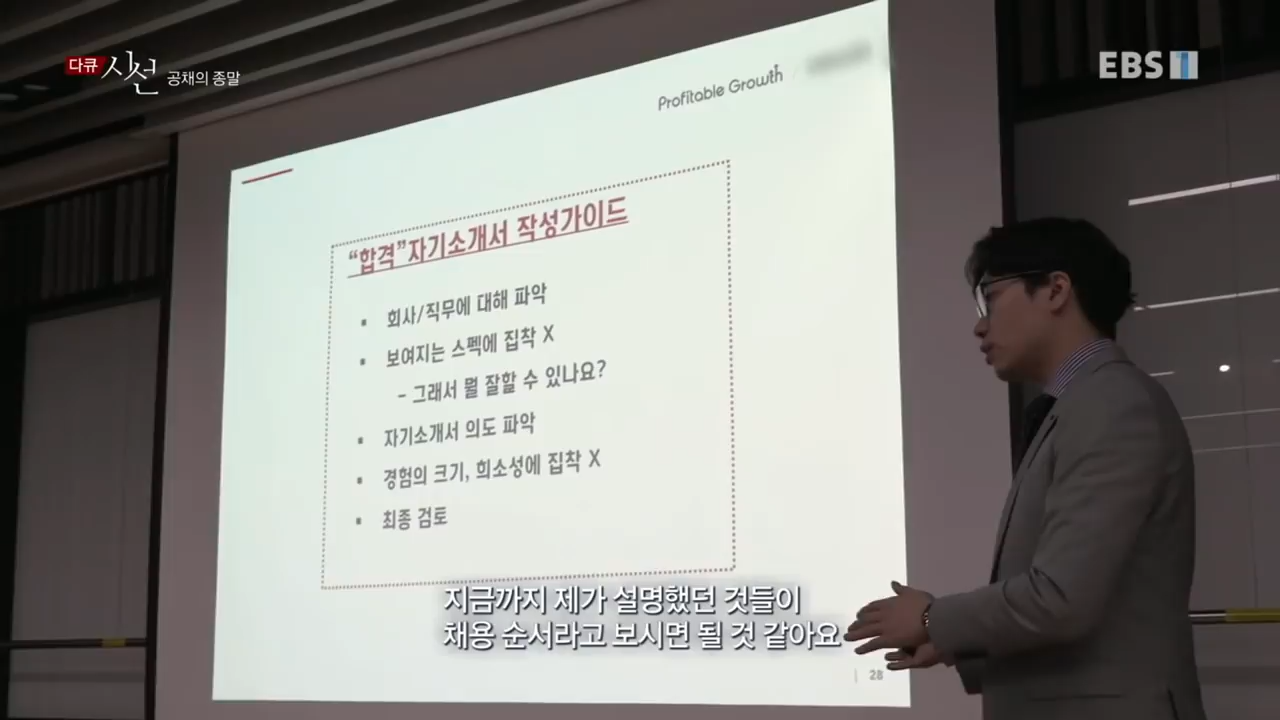 다큐 시선 공채의 종말
EBS 1
Profitable Growth
“합격”자기소개서 작성가이드
▪ 회사/직무에 대해 파악
▪ 보여지는 스펙에 집착 X
– 그래서 뭘 잘할 수 있나요?
▪ 자기소개서 의도 파악
▪ 경험의 크기, 희소성에 집착 X
▪ 최종 검토
지금까지 제가 설명했던 것들이
채용 순서라고 보시면 될 것 같아요
| 28